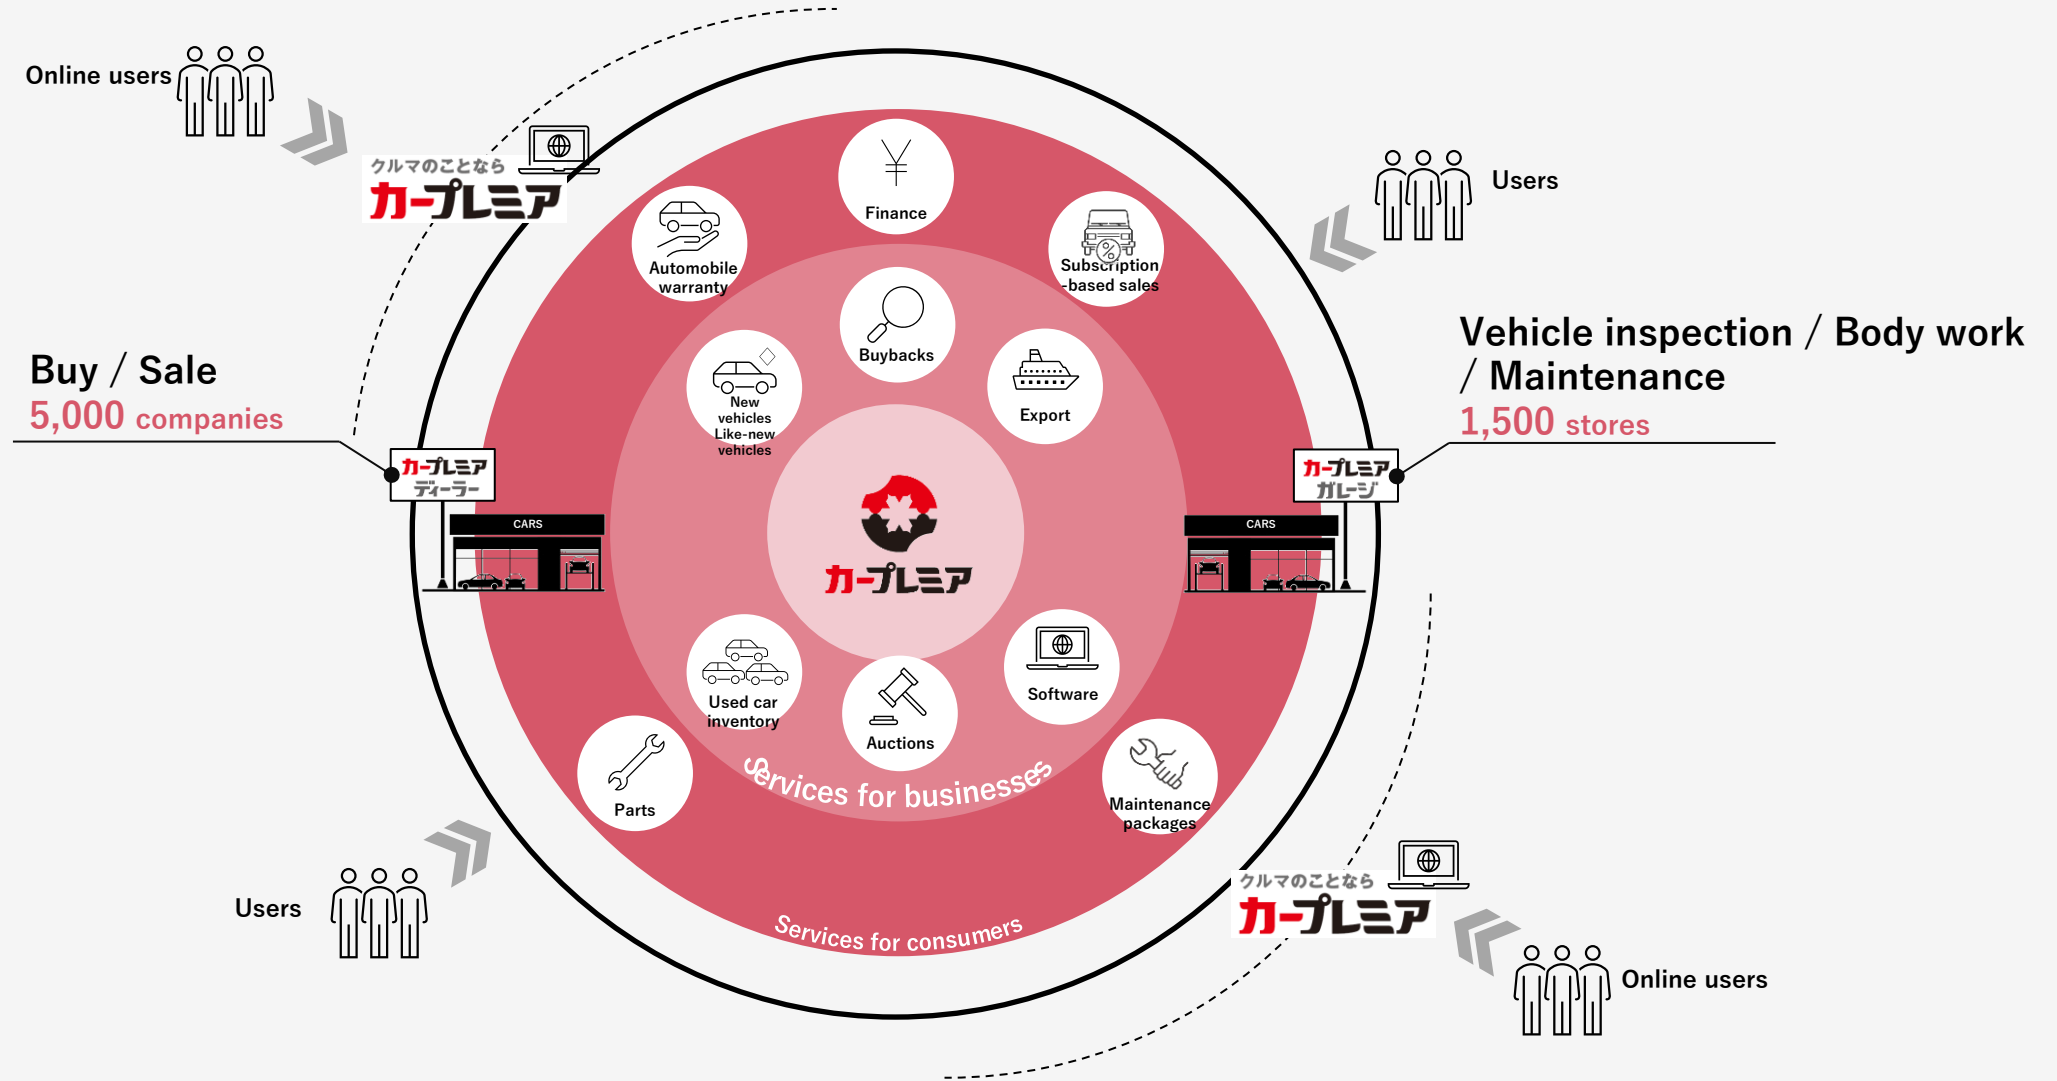 Online users
クルマのことなら
カープレミア
Users
Finance
Automobile
warranty
Subscription
-based sales
Buybacks
New
vehicles
Like-new
vehicles
Export
Buy / Sale
5,000 companies
Vehicle inspection / Body work
/ Maintenance
1,500 stores
カープレミア
ディーラー
CARS
カープレミア
ガレージ
CARS
カープレミア
Used car
inventory
Auctions
Software
Parts
Maintenance
packages
Services for businesses
Services for consumers
Users
クルマのことなら
カープレミア
Online users